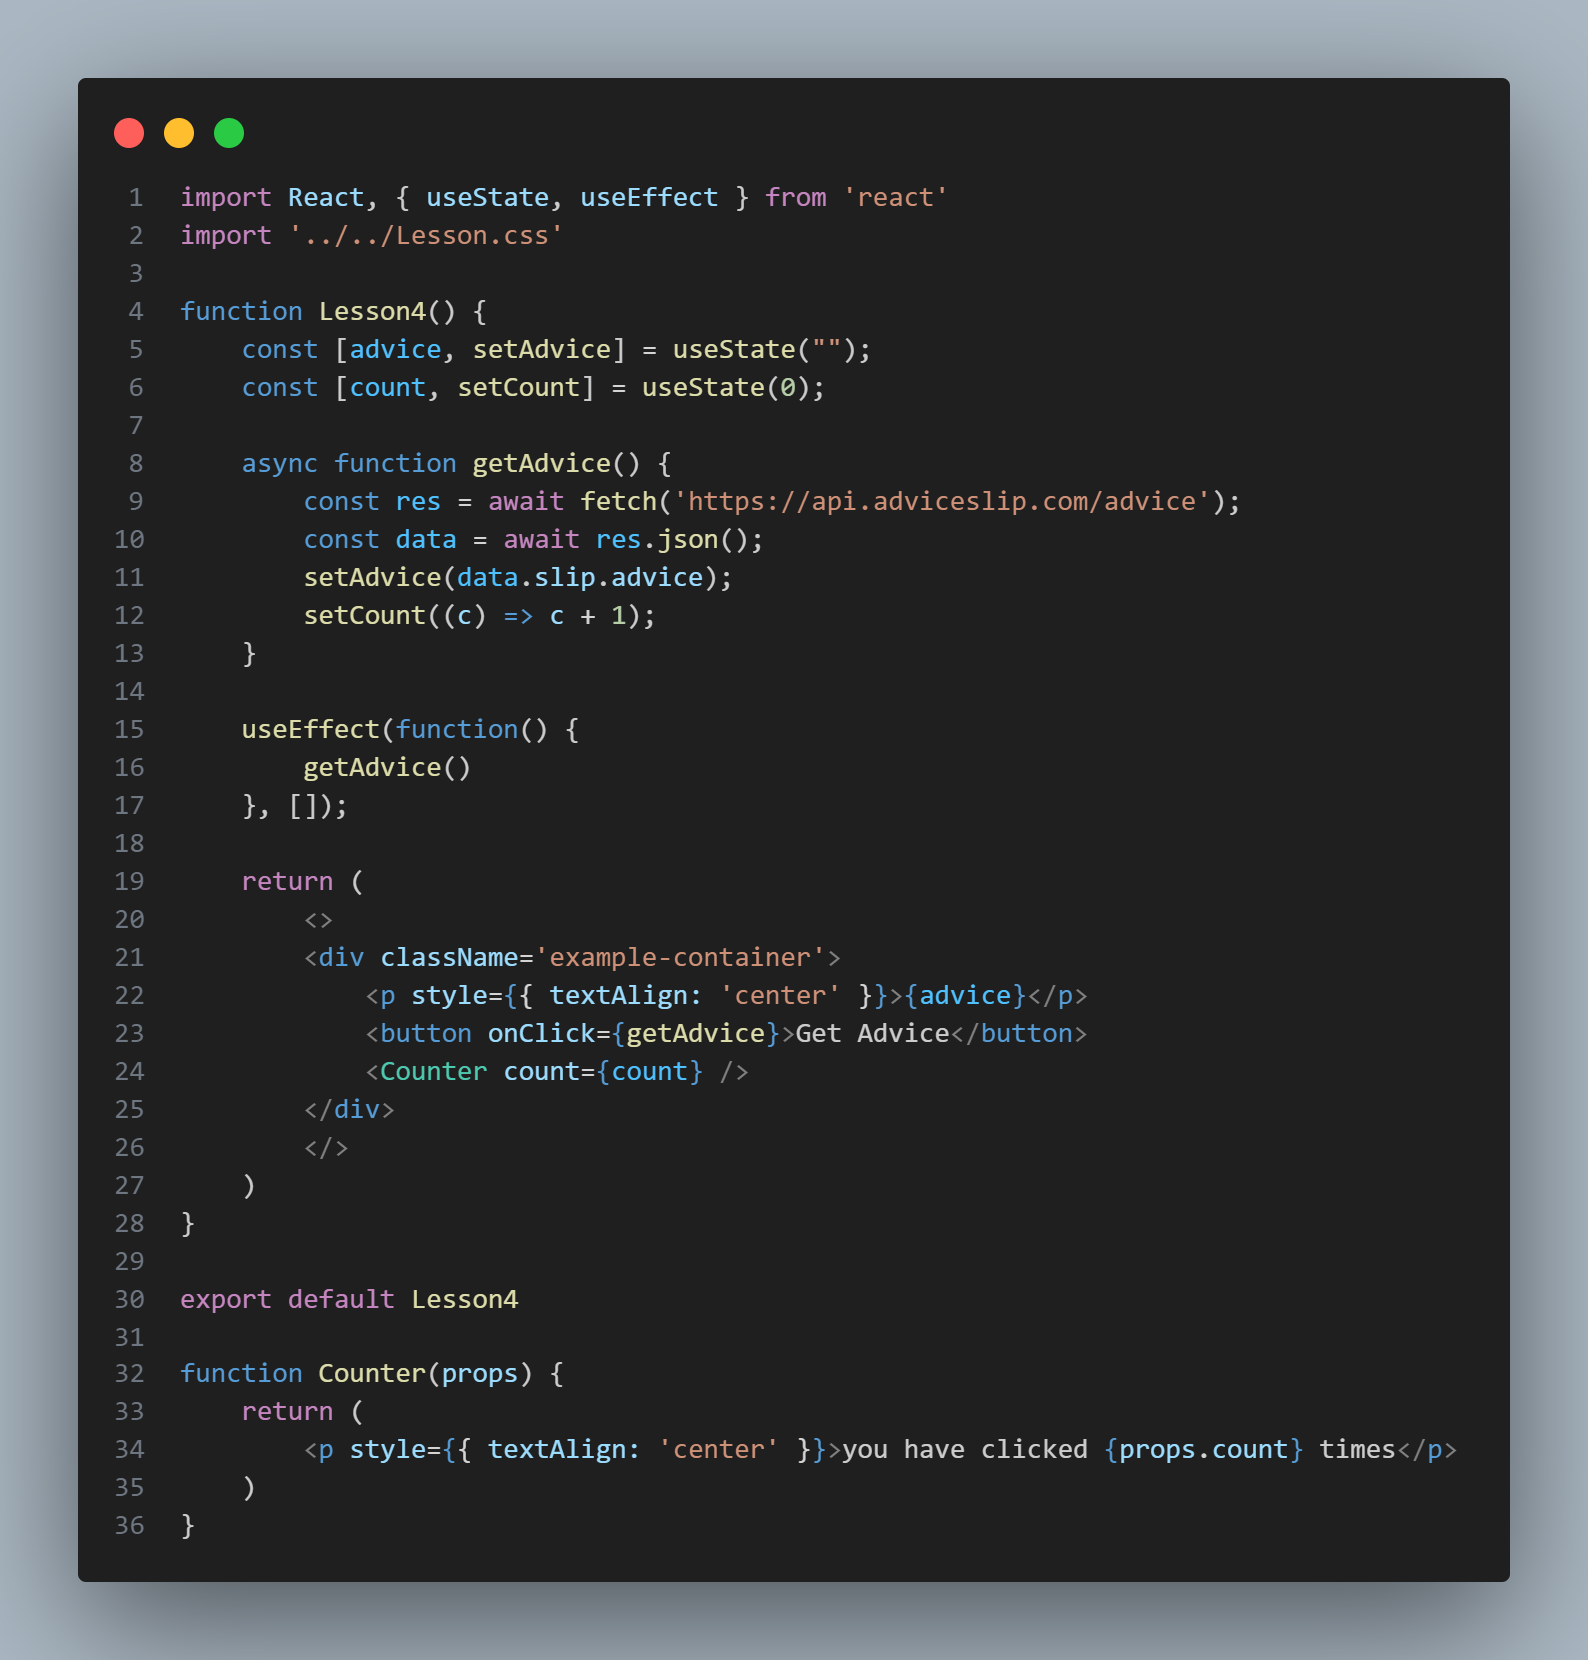 1 import React, { useState, useEffect } from 'react'
2 import '../../Lesson.css'
3
4 function Lesson4() {
5     const [advice, setAdvice] = useState("");
6     const [count, setCount] = useState(0);
7
8     async function getAdvice() {
9         const res = await fetch('https://api.adviceslip.com/advice');
10         const data = await res.json();
11         setAdvice(data.slip.advice);
12         setCount((c) => c + 1);
13     }
14
15     useEffect(function() {
16         getAdvice()
17     }, []);
18
19     return (
20         <>
21         <div className='example-container'>
22             <p style={{ textAlign: 'center' }}>{advice}</p>
23             <button onClick={getAdvice}>Get Advice</button>
24             <Counter count={count} />
25         </div>
26         </>
27     )
28 }
29
30 export default Lesson4
31
32 function Counter(props) {
33     return (
34         <p style={{ textAlign: 'center' }}>you have clicked {props.count} times</p>
35     )
36 }